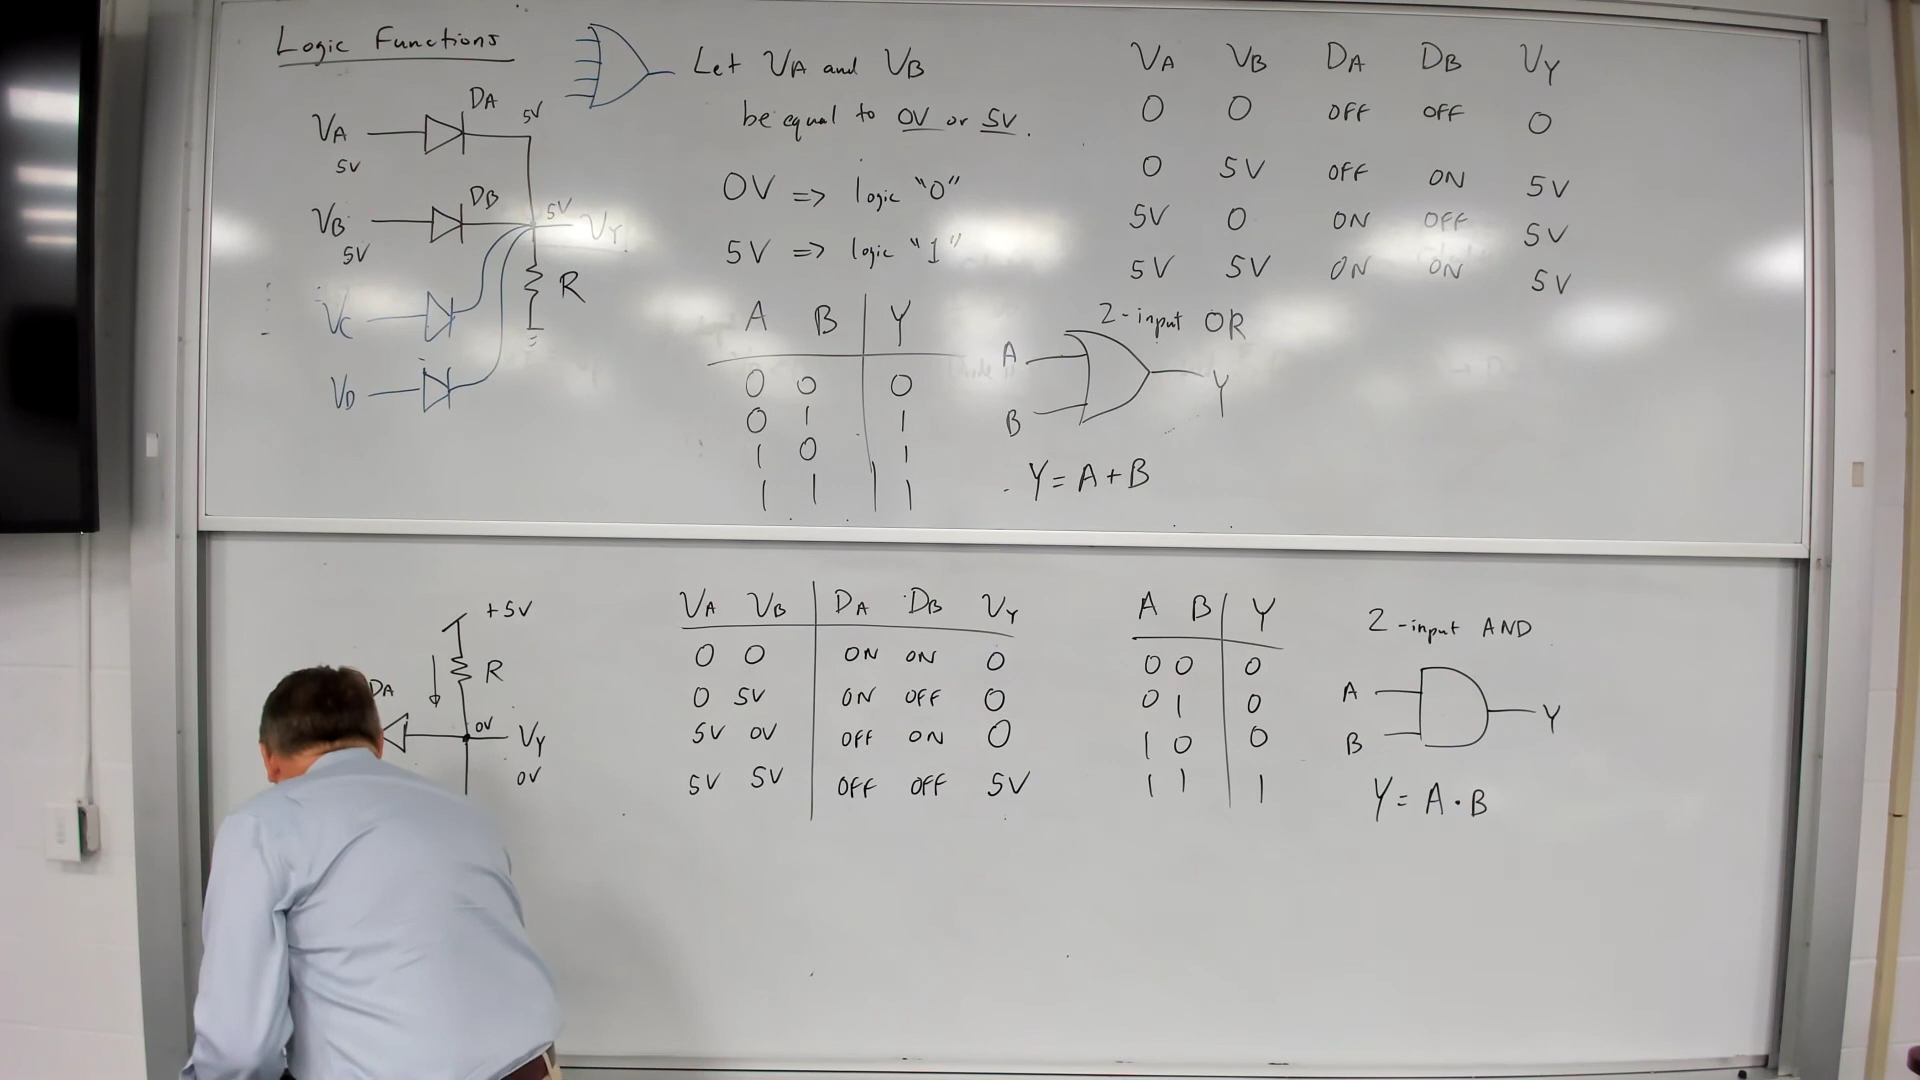 Logic Functions
VA 5V DA 5V
VB 5V DB 5V VY
R
VC
VD
Let VA and VB
be equal to 0V or 5V.
0V => logic "0"
5V => logic "1"
A B Y
0 0 0
0 1 1
1 0 1
1 1 1
VA VB DA DB VY
0 0 OFF OFF 0
0 5V OFF ON 5V
5V 0 ON OFF 5V
5V 5V ON ON 5V
2-input OR
A
B
Y
Y = A + B
+5V
R
DA
0V VY
0V
VA VB DA DB VY
0 0 ON ON 0
0 5V ON OFF 0
5V 0V OFF ON 0
5V 5V OFF OFF 5V
A B Y
0 0 0
0 1 0
1 0 0
1 1 1
2-input AND
A
B
Y
Y = A · B